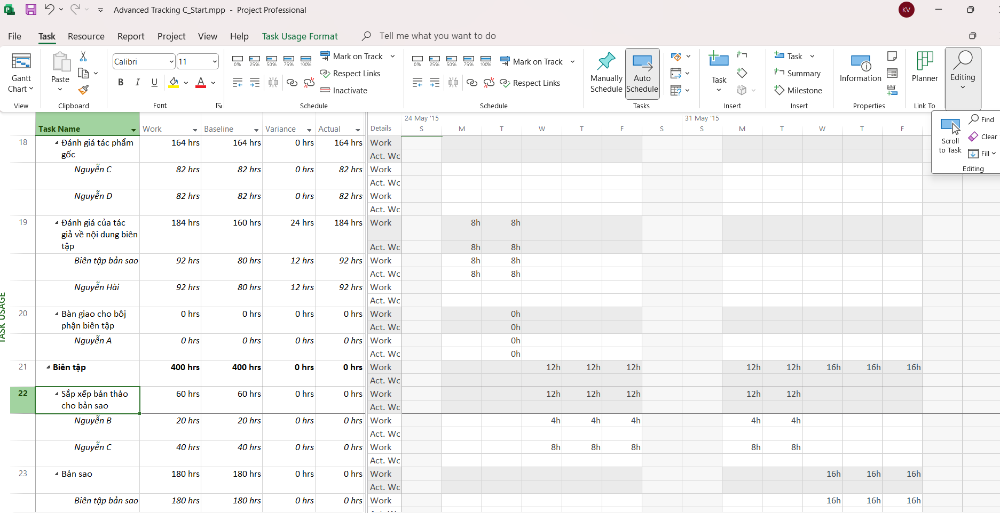 Advanced Tracking C_Start.mpp - Project Professional
KV
File Task Resource Report Project View Help Task Usage Format Tell me what you want to do
Gantt Chart
View
Paste
Clipboard
Calibri 11
B I U A
Font
0% 25% 50% 75% 100%
Mark on Track
Respect Links
Inactivate
Schedule
0% 25% 50% 75% 100%
Mark on Track
Respect Links
Schedule
Manually Schedule
Auto Schedule
Tasks
Task
Insert
Task
Summary
Milestone
Insert
Information
Properties
Planner
Link To
Editing
Find
Clear
Fill
Scroll to Task
Editing
TASK USAGE
24 May '15 31 May '15
Task Name Work Baseline Variance Actual Details S M T W T F S S M T W T F
18 Đánh giá tác phẩm 164 hrs 164 hrs 0 hrs 164 hrs Work
gốc Act. Wc
Nguyễn C 82 hrs 82 hrs 0 hrs 82 hrs Work
Act. Wc
Nguyễn D 82 hrs 82 hrs 0 hrs 82 hrs Work
Act. Wc
19 Đánh giá của tác 184 hrs 160 hrs 24 hrs 184 hrs Work 8h 8h
giả về nội dung biên
tập Act. Wc 8h 8h
Biên tập bản sao 92 hrs 80 hrs 12 hrs 92 hrs Work 8h 8h
Act. Wc 8h 8h
Nguyễn Hài 92 hrs 80 hrs 12 hrs 92 hrs Work
Act. Wc
20 Bàn giao cho bôj 0 hrs 0 hrs 0 hrs 0 hrs Work 0h
phận biên tập Act. Wc 0h
Nguyễn A 0 hrs 0 hrs 0 hrs 0 hrs Work 0h
Act. Wc 0h
21 Biên tập 400 hrs 400 hrs 0 hrs 0 hrs Work 12h 12h 12h 12h 12h 16h 16h 16h
Act. Wc
22 Sắp xếp bản thảo 60 hrs 60 hrs 0 hrs 0 hrs Work 12h 12h 12h 12h 12h
cho bản sao Act. Wc
Nguyễn B 20 hrs 20 hrs 0 hrs 0 hrs Work 4h 4h 4h 4h 4h
Act. Wc
Nguyễn C 40 hrs 40 hrs 0 hrs 0 hrs Work 8h 8h 8h 8h 8h
Act. Wc
23 Bản sao 180 hrs 180 hrs 0 hrs 0 hrs Work 16h 16h 16h
Act. Wc
Biên tập bản sao 180 hrs 180 hrs 0 hrs 0 hrs Work 16h 16h 16h